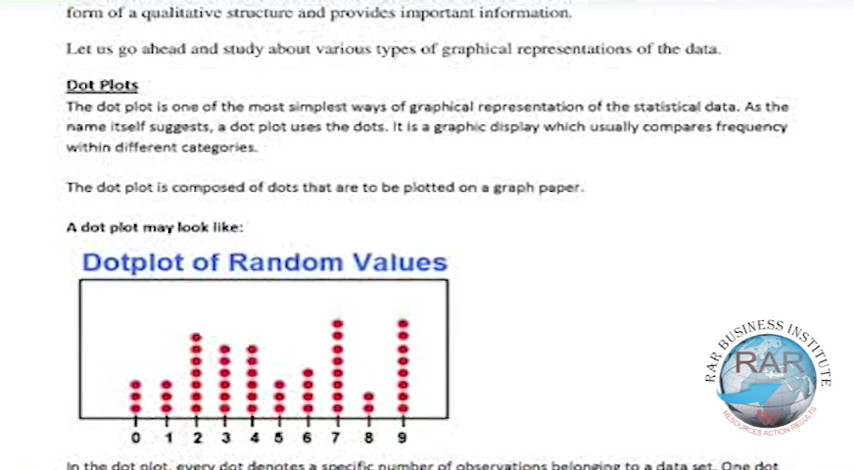 form of a qualitative structure and provides important information.
Let us go ahead and study about various types of graphical representations of the data.
Dot Plots
The dot plot is one of the most simplest ways of graphical representation of the statistical data. As the
name itself suggests, a dot plot uses the dots. It is a graphic display which usually compares frequency
within different categories.
The dot plot is composed of dots that are to be plotted on a graph paper.
A dot plot may look like:
Dotplot of Random Values
0 1 2 3 4 5 6 7 8 9
RAR BUSINESS INSTITUTE
RAR
RESOURCES ACTION RESULTS
In the dot plot, every dot denotes a specific number of observations belonging to a data set. One dot